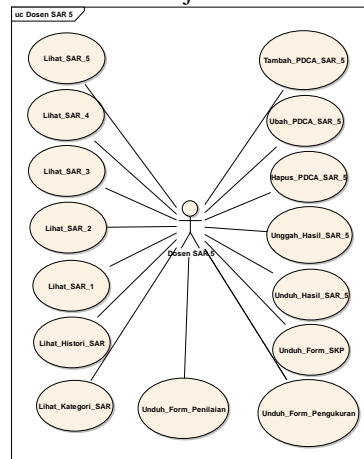 uc Dosen SAR 5
Lihat_SAR_5
Tambah_PDCA_SAR_5
Lihat_SAR_4
Ubah_PDCA_SAR_5
Lihat_SAR_3
Hapus_PDCA_SAR_5
Lihat_SAR_2
Unggah_Hasil_SAR_5
Dosen SAR 5
Lihat_SAR_1
Unduh_Hasil_SAR_5
Lihat_Histori_SAR
Unduh_Form_SKP
Lihat_Kategori_SAR
Unduh_Form_Penilaian
Unduh_Form_Pengukuran